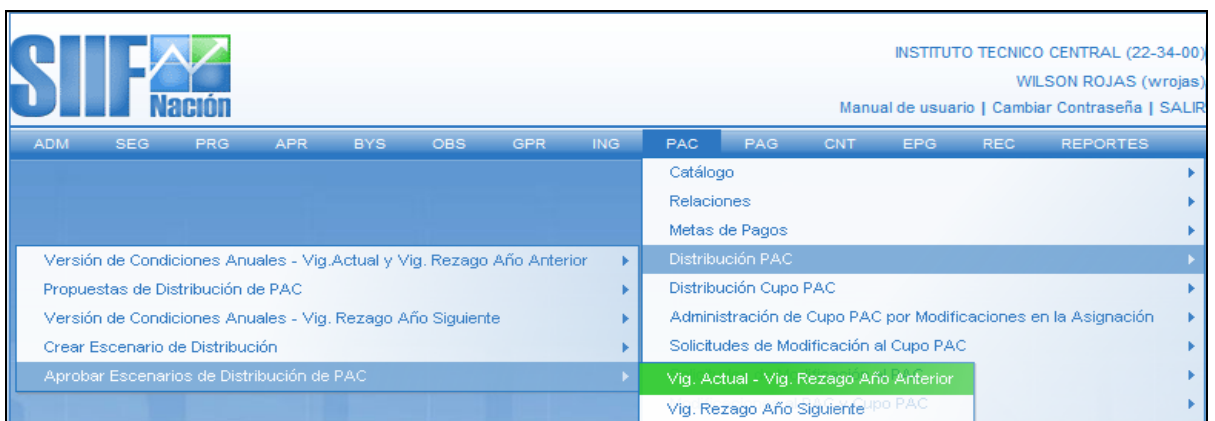 SIIF
Nación
INSTITUTO TECNICO CENTRAL (22-34-00)
WILSON ROJAS (wrojas)
Manual de usuario | Cambiar Contraseña | SALIR
ADM SEG PRG APR BYS OBS GPR ING PAC PAG CNT EPG REC REPORTES
Catálogo
Relaciones
Metas de Pagos
Distribución PAC
Distribución Cupo PAC
Administración de Cupo PAC por Modificaciones en la Asignación
Solicitudes de Modificación al Cupo PAC
Versión de Condiciones Anuales - Vig.Actual y Vig. Rezago Año Anterior
Propuestas de Distribución de PAC
Versión de Condiciones Anuales - Vig. Rezago Año Siguiente
Crear Escenario de Distribución
Aprobar Escenarios de Distribución de PAC
Vig. Actual - Vig. Rezago Año Anterior
Vig. Rezago Año Siguiente
Cupo PAC